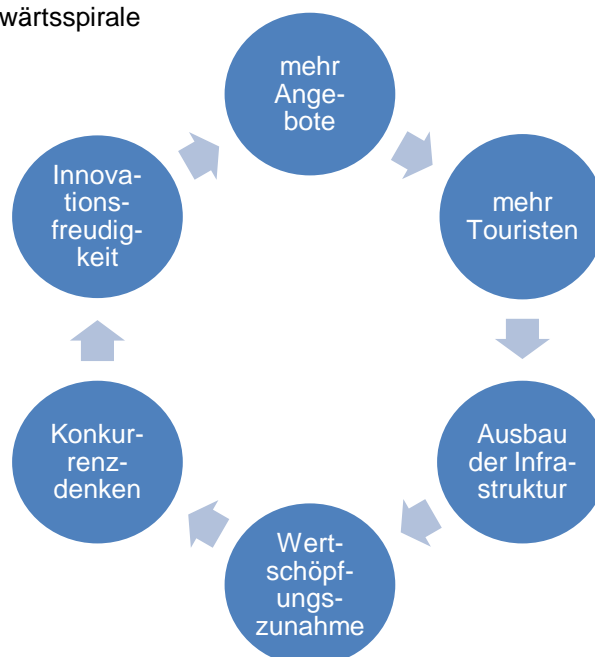 wärtsspirale
mehr
Ange-
bote
mehr
Touristen
Ausbau
der Infra-
struktur
Wert-
schöpf-
ungs-
zunahme
Konkur-
renz-
denken
Innova-
tions-
freudig-
keit